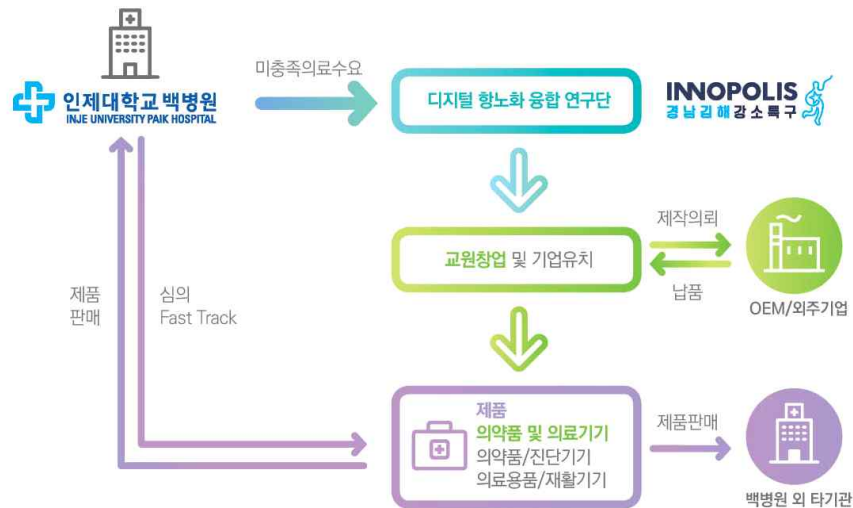 인제대학교 백병원
INJE UNIVERSITY PAIK HOSPITAL
미충족의료수요
디지털 항노화 융합 연구단
INNOPOLIS
경남김해강소특구
교원창업 및 기업유치
제작의뢰
납품
OEM/외주기업
제품
판매
심의
Fast Track
제품
의약품 및 의료기기
의약품/진단기기
의료용품/재활기기
제품판매
백병원 외 타기관